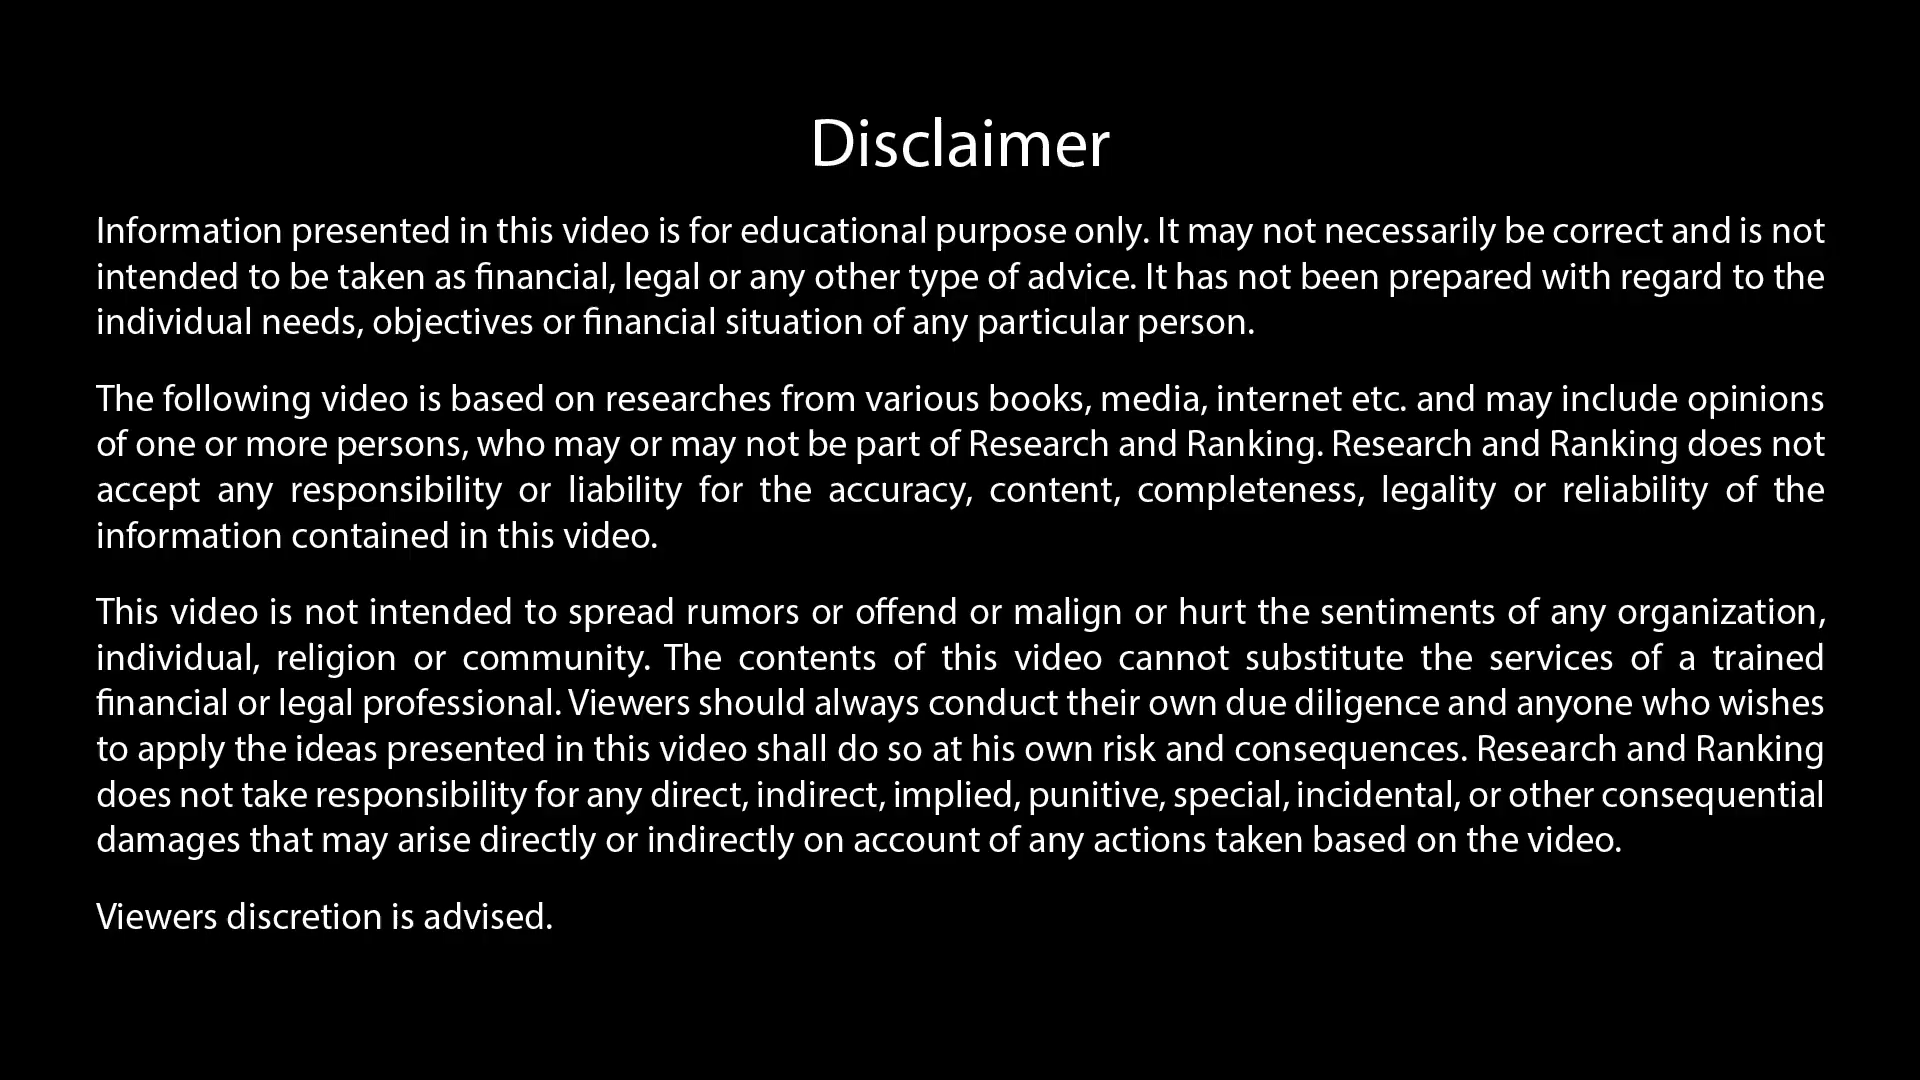 Disclaimer
Information presented in this video is for educational purpose only. It may not necessarily be correct and is not
intended to be taken as financial, legal or any other type of advice. It has not been prepared with regard to the
individual needs, objectives or financial situation of any particular person.
The following video is based on researches from various books, media, internet etc. and may include opinions
of one or more persons, who may or may not be part of Research and Ranking. Research and Ranking does not
accept any responsibility or liability for the accuracy, content, completeness, legality or reliability of the
information contained in this video.
This video is not intended to spread rumors or offend or malign or hurt the sentiments of any organization,
individual, religion or community. The contents of this video cannot substitute the services of a trained
financial or legal professional. Viewers should always conduct their own due diligence and anyone who wishes
to apply the ideas presented in this video shall do so at his own risk and consequences. Research and Ranking
does not take responsibility for any direct, indirect, implied, punitive, special, incidental, or other consequential
damages that may arise directly or indirectly on account of any actions taken based on the video.
Viewers discretion is advised.